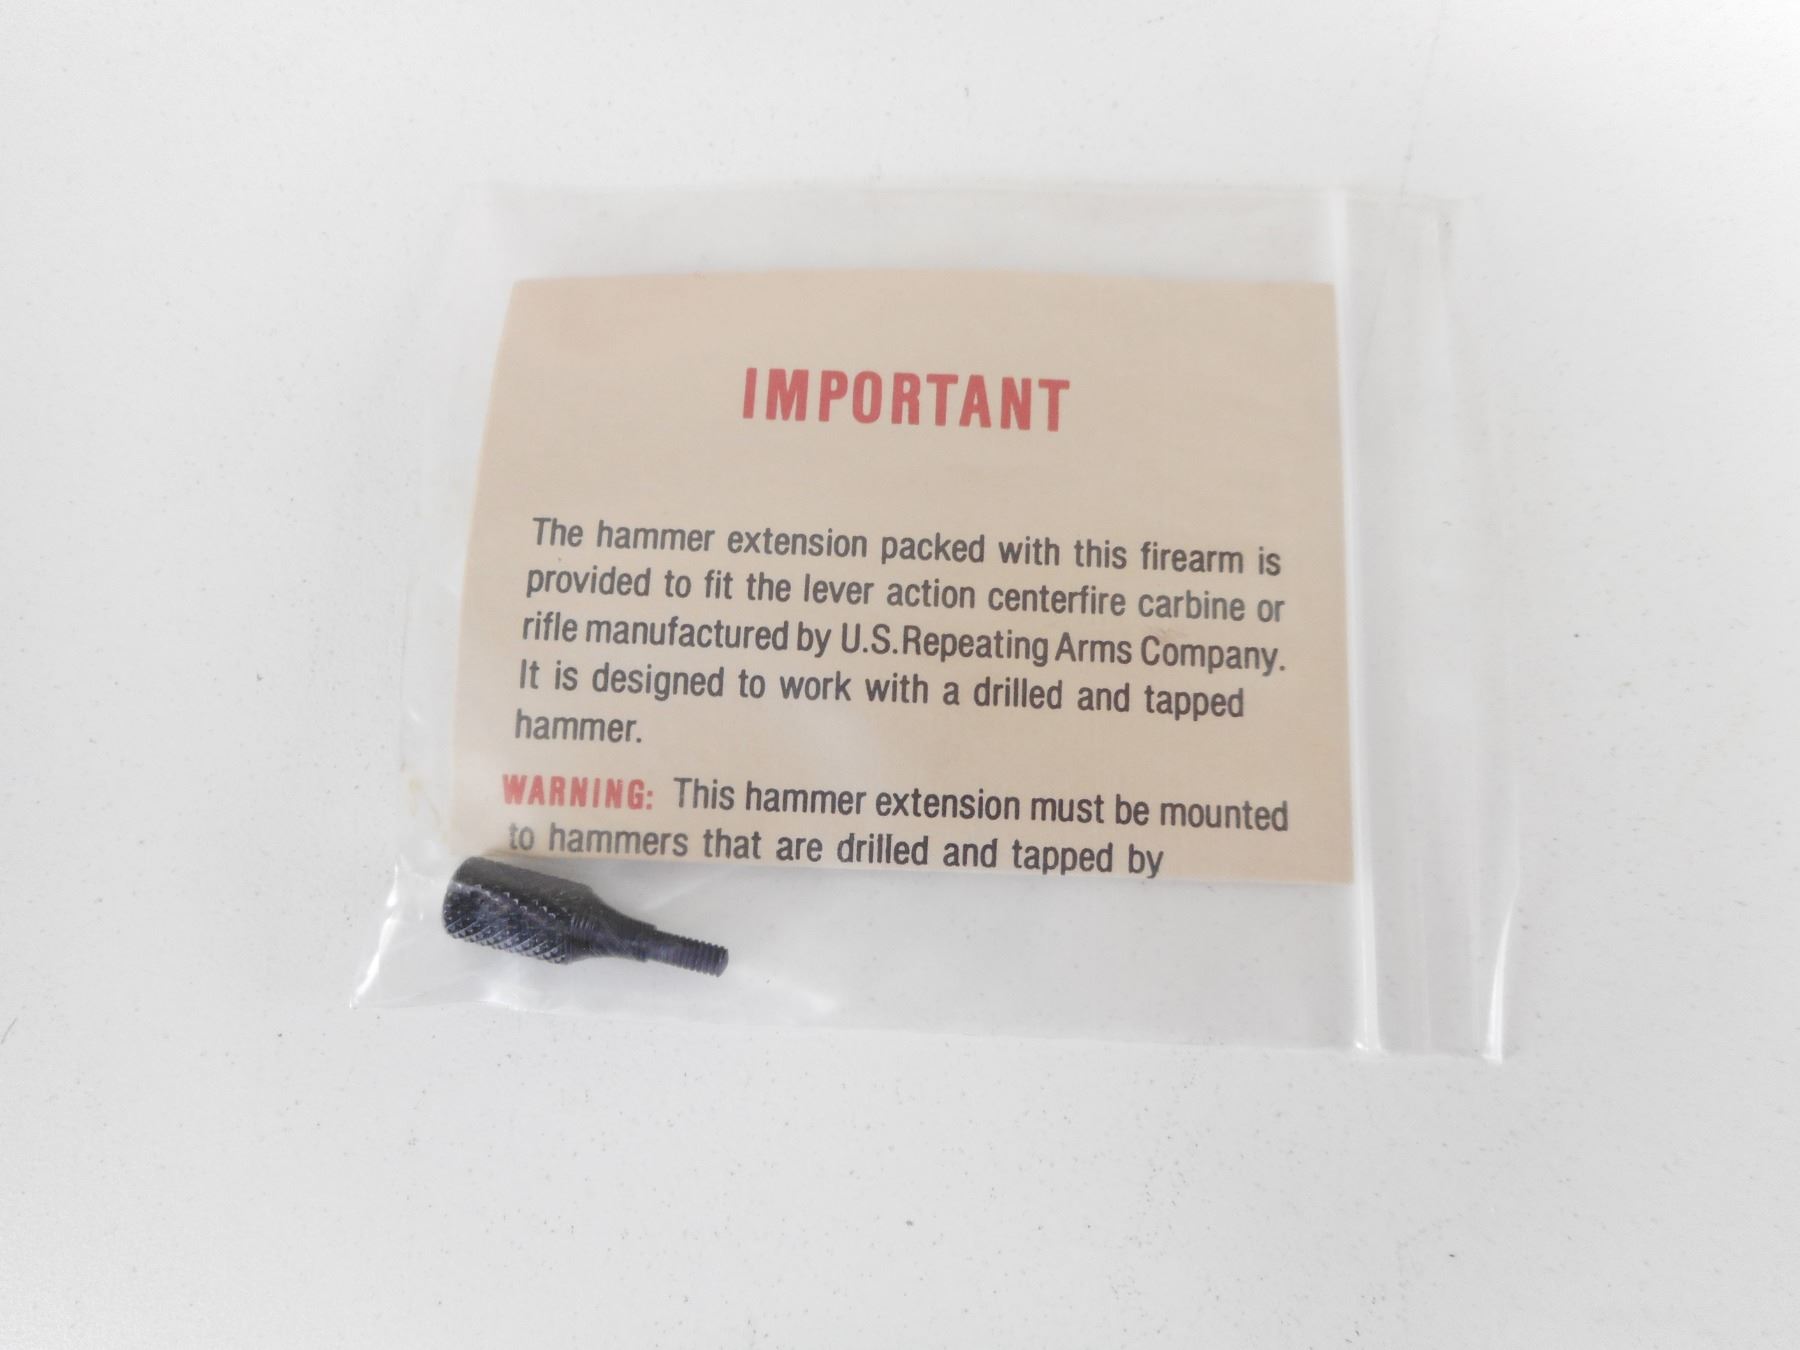 IMPORTANT
The hammer extension packed with this firearm is
provided to fit the lever action centerfire carbine or
rifle manufactured by U.S.Repeating Arms Company.
It is designed to work with a drilled and tapped
hammer.
WARNING: This hammer extension must be mounted
to hammers that are drilled and tapped by